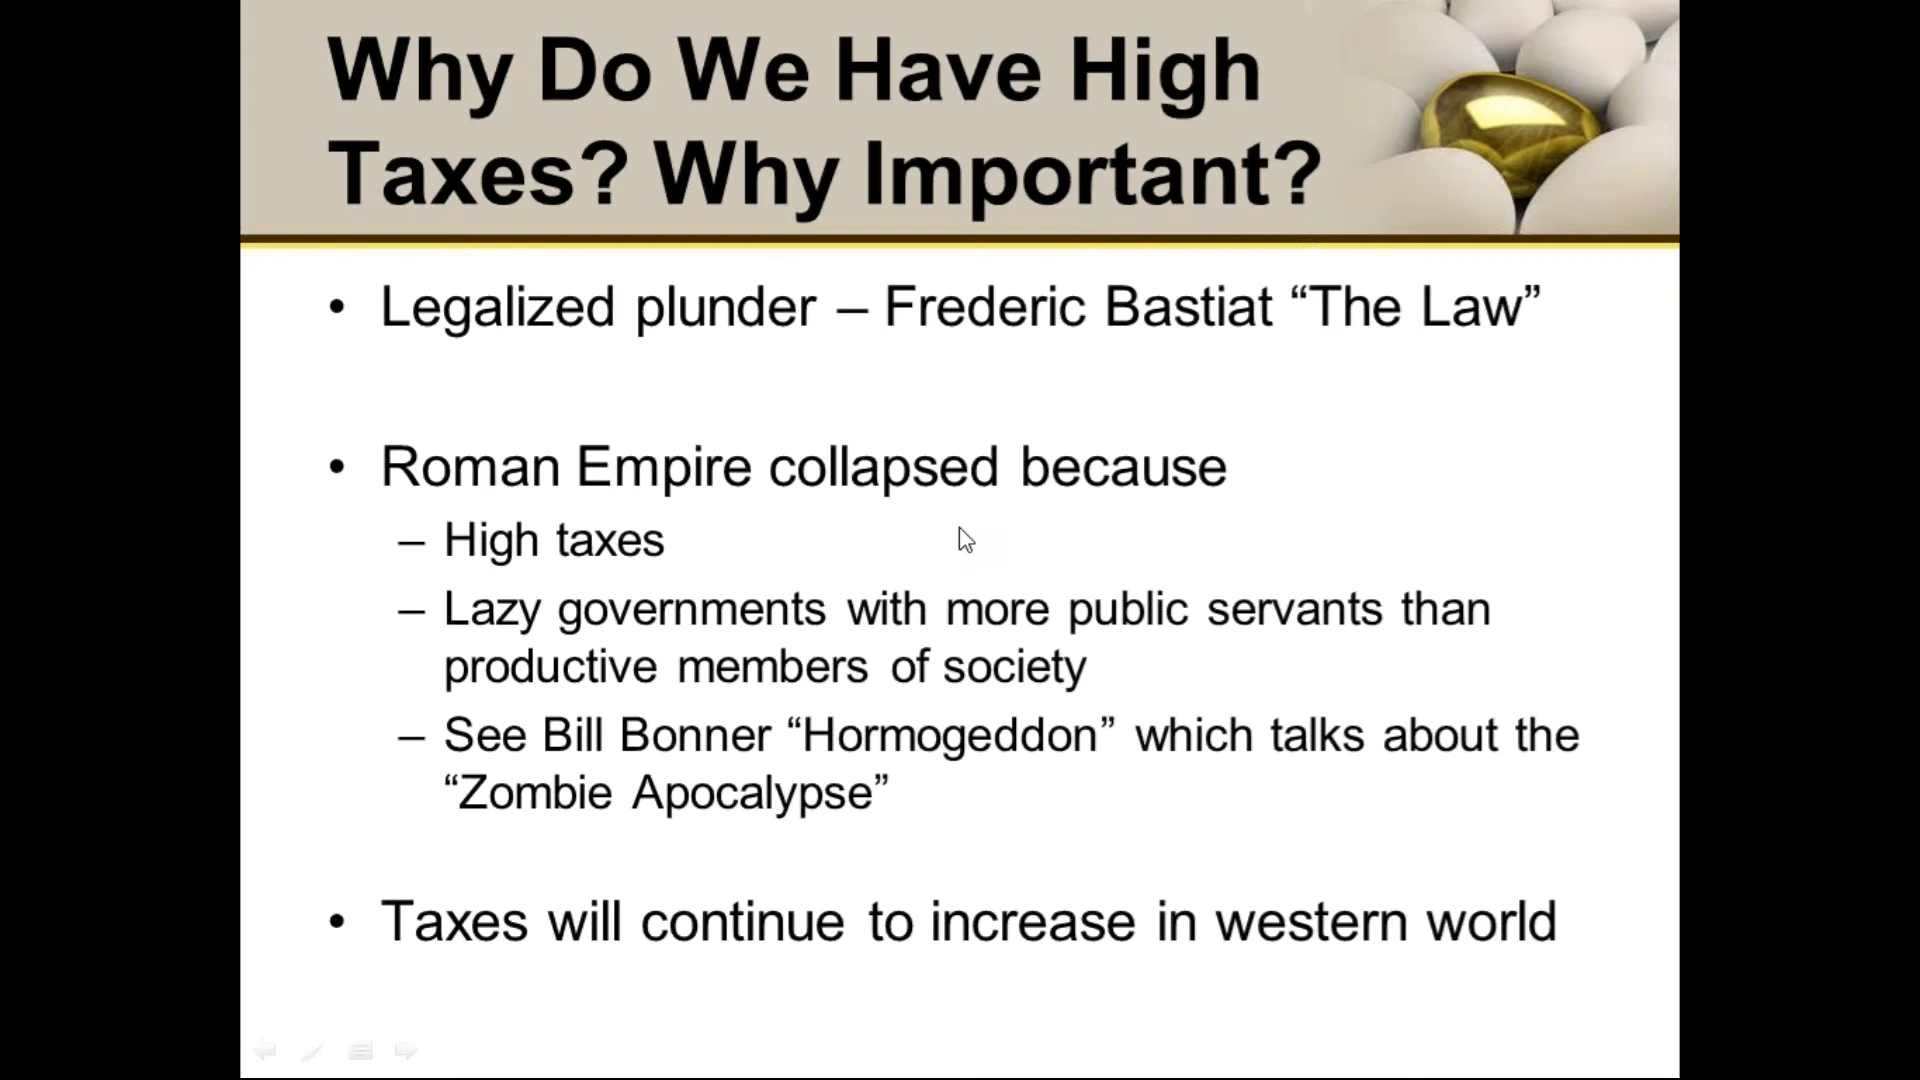 Why Do We Have High
Taxes? Why Important?
• Legalized plunder – Frederic Bastiat “The Law”
• Roman Empire collapsed because
– High taxes
– Lazy governments with more public servants than
productive members of society
– See Bill Bonner “Hormogeddon” which talks about the
“Zombie Apocalypse”
• Taxes will continue to increase in western world